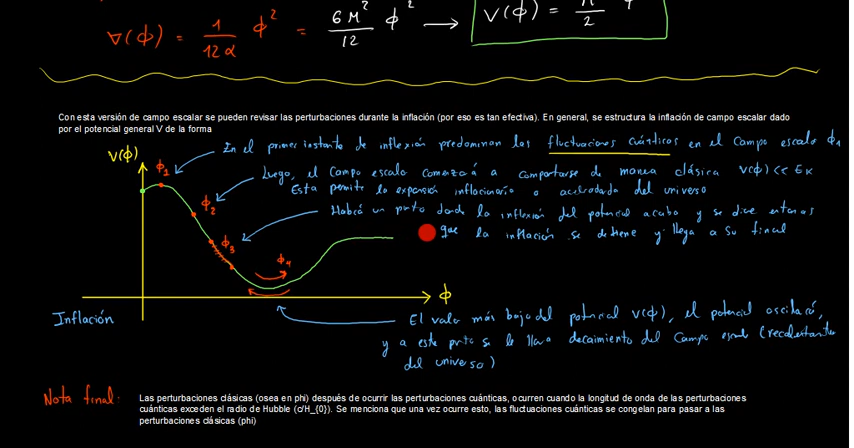 V(ϕ) = 1/12α ϕ² = 6M²/12 ϕ² → V(ϕ) = /2
Con esta versión de campo escalar se pueden revisar las perturbaciones durante la inflación (por eso es tan efectiva). En general, se estructura la inflación de campo escalar dado
por el potencial general V de la forma
En el primer instante de inflexión predominan las fluctuaciones cuánticas en el campo escalar ϕ₁
V(ϕ)
ϕ₁
Luego, el campo escalar comenzará a comportarse de manera clásica V(ϕ) << Eκ
Esta permite la expansión inflacionaria o acelerada del universo
ϕ₂
Habrá un punto donde la inflexión del potencial acaba y se dice entonces
que la inflación se detiene y llega a su final
ϕ₃
ϕ₄
ϕ
Inflación
El valor más bajo del potencial V(ϕ), el potencial oscilará,
y a este punto se le llama decaimiento del campo escalar (recalentamiento
del universo)
Nota final:
Las perturbaciones clásicas (osea en phi) después de ocurrir las perturbaciones cuánticas, ocurren cuando la longitud de onda de las perturbaciones
cuánticas exceden el radio de Hubble (c/H_{0}). Se menciona que una vez ocurre esto, las fluctuaciones cuánticas se congelan para pasar a las
perturbaciones clásicas (phi)